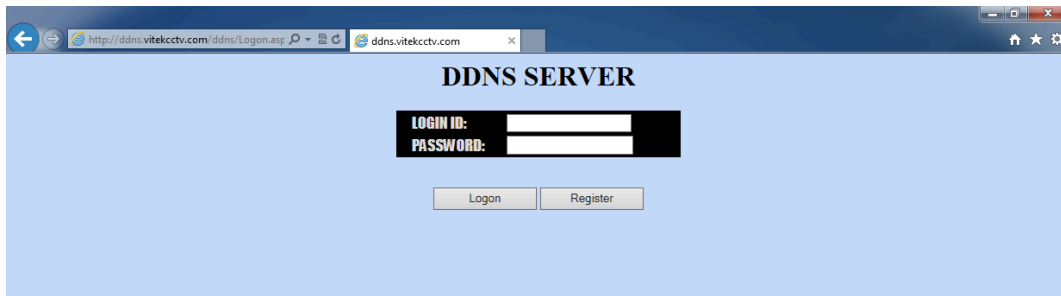 http://ddns.vitekcctv.com/ddns/Logon.asp
ddns.vitekcctv.com
DDNS SERVER
LOGIN ID:
PASSWORD:
Logon Register